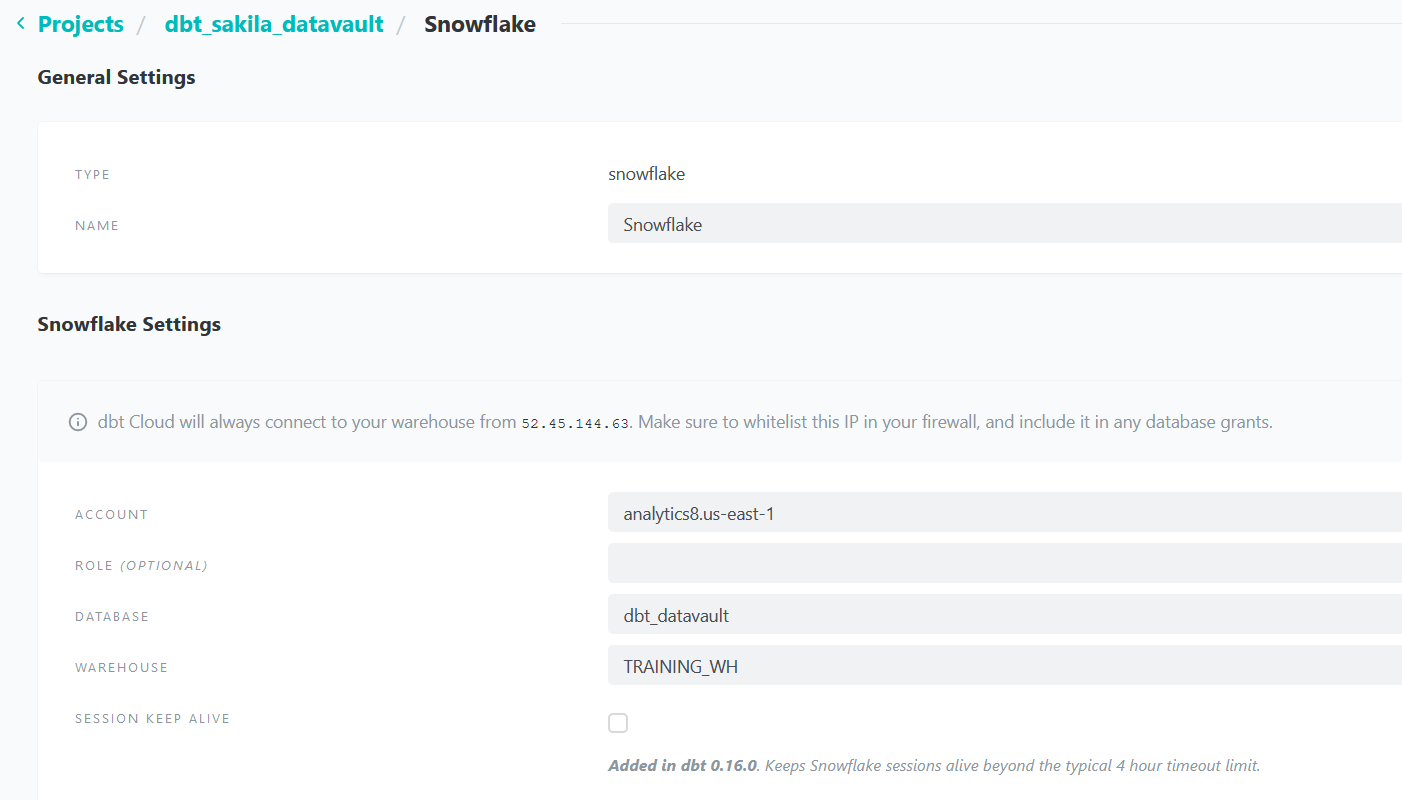 Projects / dbt_sakila_datavault / Snowflake
General Settings
TYPE snowflake
NAME Snowflake
Snowflake Settings
dbt Cloud will always connect to your warehouse from 52.45.144.63. Make sure to whitelist this IP in your firewall, and include it in any database grants.
ACCOUNT analytics8.us-east-1
ROLE (OPTIONAL)
DATABASE dbt_datavault
WAREHOUSE TRAINING_WH
SESSION KEEP ALIVE
Added in dbt 0.16.0. Keeps Snowflake sessions alive beyond the typical 4 hour timeout limit.